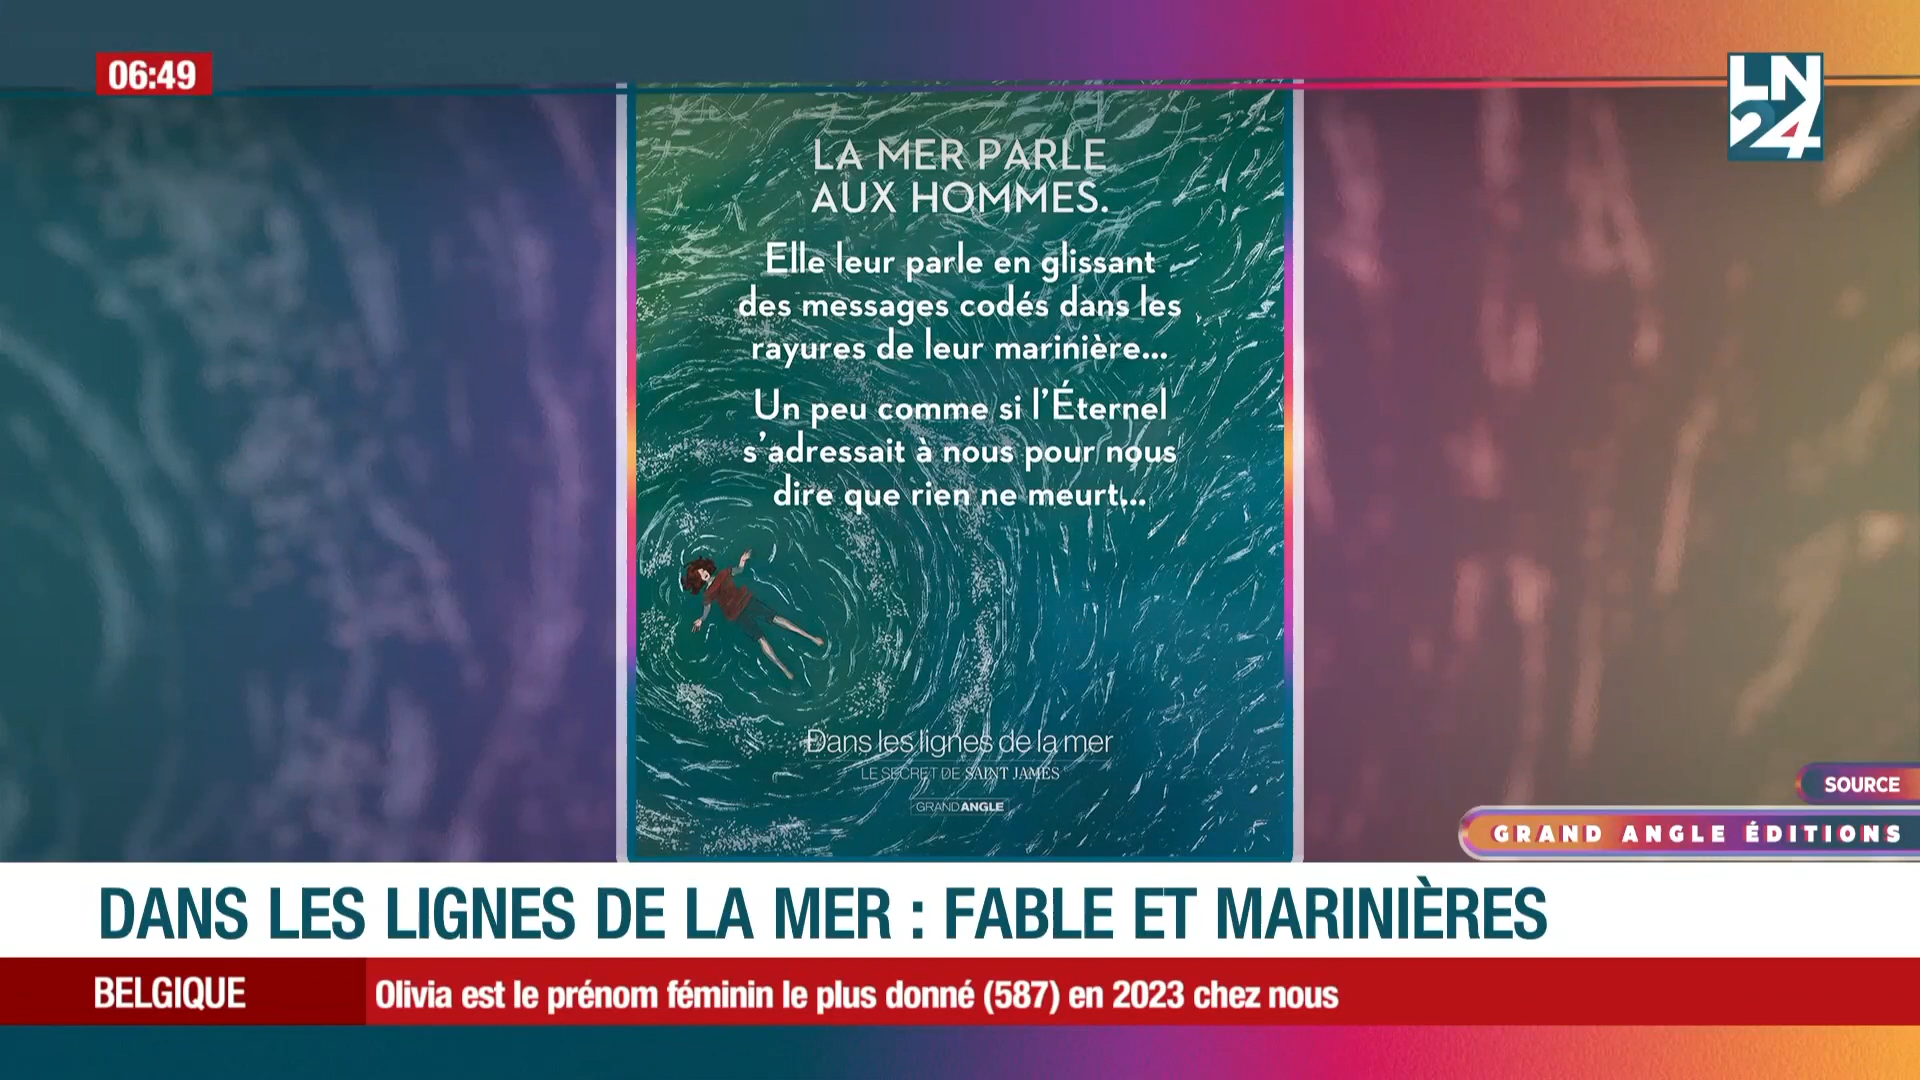 06:49
LN
24
LA MER PARLE
AUX HOMMES.
Elle leur parle en glissant
des messages codés dans les
rayures de leur marinière...
Un peu comme si l'Éternel
s'adressait à nous pour nous
dire que rien ne meurt...
Dans les lignes de la mer
LE SECRET DE SAINT JAMES
GRANDANGLE
SOURCE
GRAND ANGLE ÉDITIONS
DANS LES LIGNES DE LA MER : FABLE ET MARINIÈRES
BELGIQUE
Olivia est le prénom féminin le plus donné (587) en 2023 chez nous